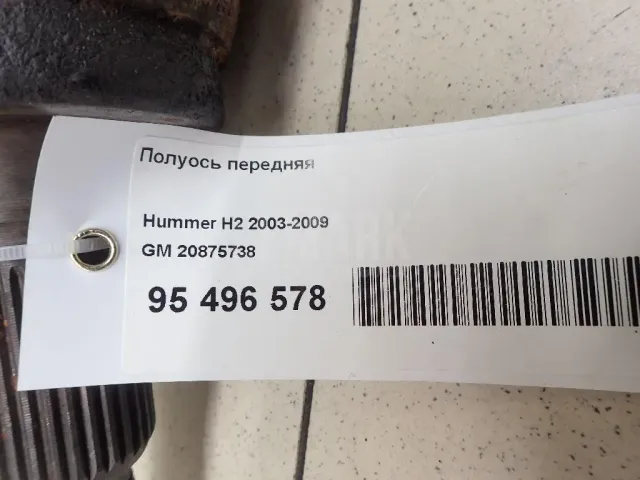 Полуось передняя
Hummer H2 2003-2009
GM 20875738
95 496 578